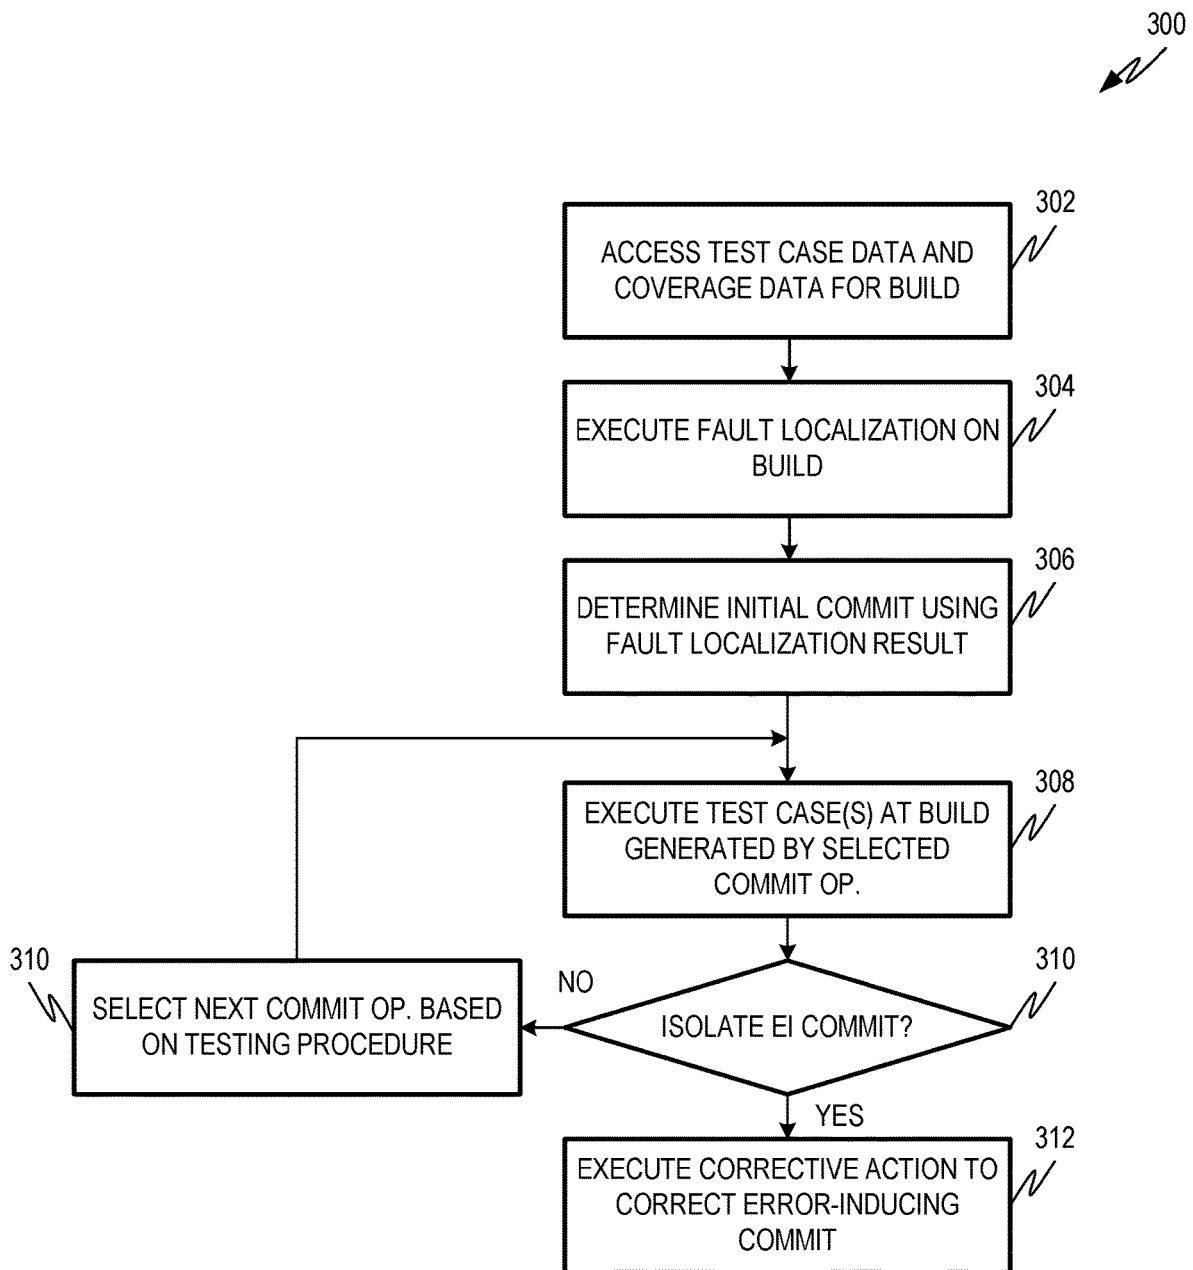 300
302
ACCESS TEST CASE DATA AND
COVERAGE DATA FOR BUILD
304
EXECUTE FAULT LOCALIZATION ON
BUILD
306
DETERMINE INITIAL COMMIT USING
FAULT LOCALIZATION RESULT
308
EXECUTE TEST CASE(S) AT BUILD
GENERATED BY SELECTED
COMMIT OP.
310
SELECT NEXT COMMIT OP. BASED
ON TESTING PROCEDURE
NO
310
ISOLATE EI COMMIT?
YES
312
EXECUTE CORRECTIVE ACTION TO
CORRECT ERROR-INDUCING
COMMIT